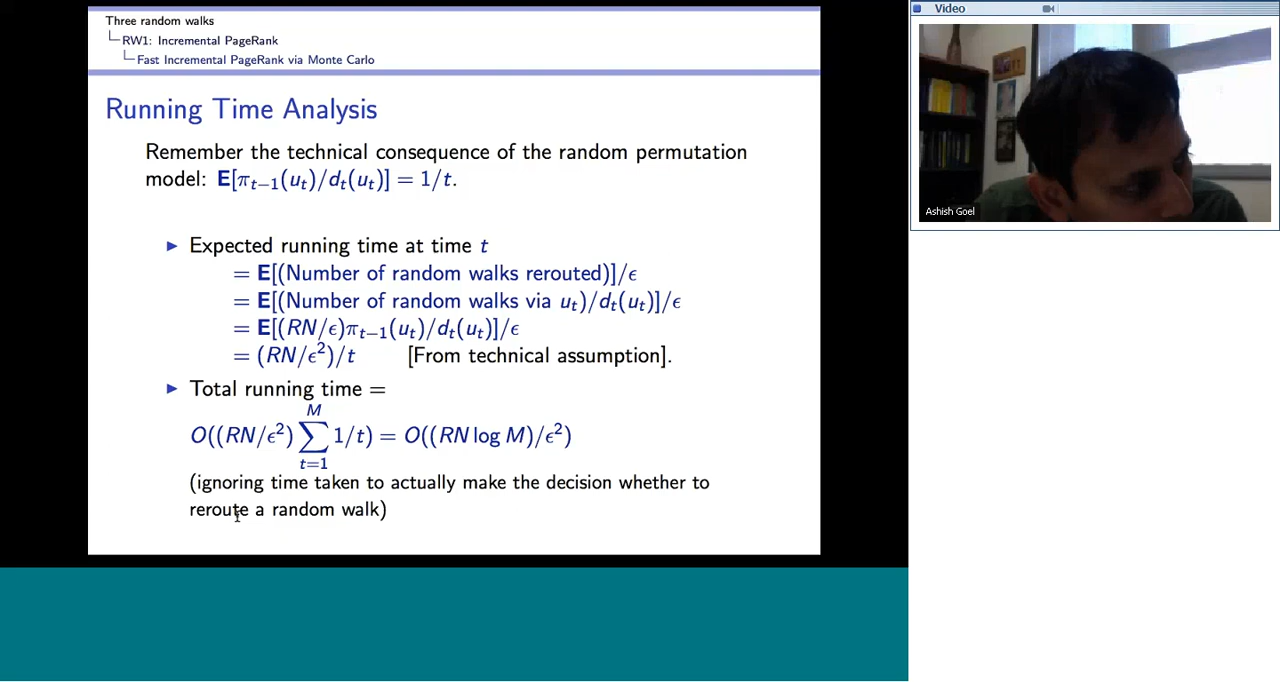 Three random walks
RW1: Incremental PageRank
Fast Incremental PageRank via Monte Carlo
Running Time Analysis
Remember the technical consequence of the random permutation
model: E[π_{t−1}(u_t)/d_t(u_t)] = 1/t.
▶ Expected running time at time t
= E[(Number of random walks rerouted)]/ϵ
= E[(Number of random walks via u_t)/d_t(u_t)]/ϵ
= E[(RN/ϵ)π_{t−1}(u_t)/d_t(u_t)]/ϵ
= (RN/ϵ²)/t [From technical assumption].
▶ Total running time =
O((RN/ϵ²) ∑_{t=1}^{M} 1/t) = O((RN log M)/ϵ²)
(ignoring time taken to actually make the decision whether to
reroute a random walk)
Video
Ashish Goel